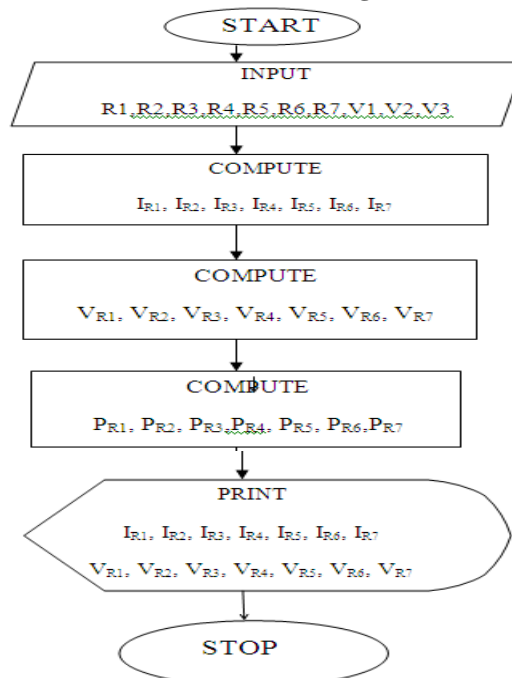 START
INPUT
R1,R2,R3,R4,R5,R6,R7,V1,V2,V3
COMPUTE
IR1, IR2, IR3, IR4, IR5, IR6, IR7
COMPUTE
VR1, VR2, VR3, VR4, VR5, VR6, VR7
COMPUTE
PR1, PR2, PR3,PR4, PR5, PR6,PR7
PRINT
IR1, IR2, IR3, IR4, IR5, IR6, IR7
VR1, VR2, VR3, VR4, VR5, VR6, VR7
STOP